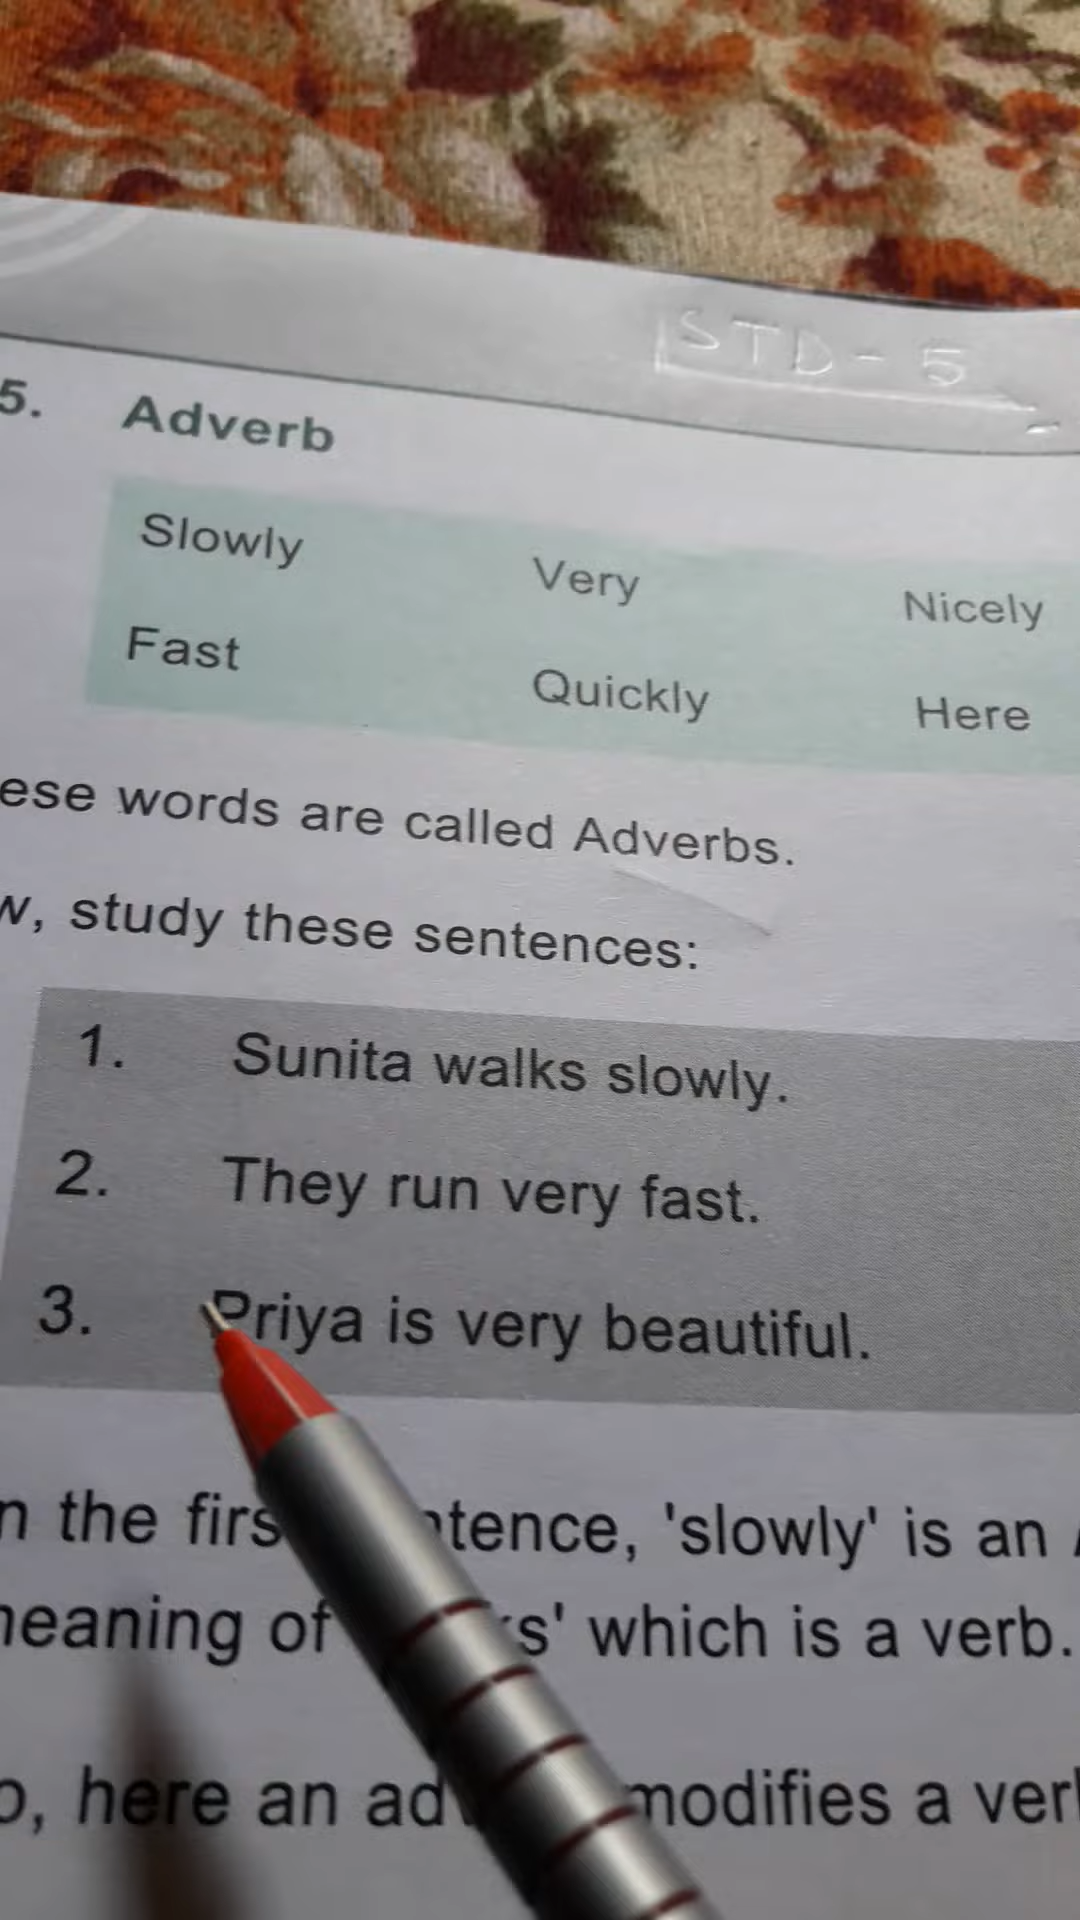 STD-5
5. Adverb
Slowly Very Nicely
Fast Quickly Here
ese words are called Adverbs.
w, study these sentences:
1. Sunita walks slowly.
2. They run very fast.
3. Priya is very beautiful.
n the firs tence, 'slowly' is an
meaning of s' which is a verb.
o, here an ad modifies a ver